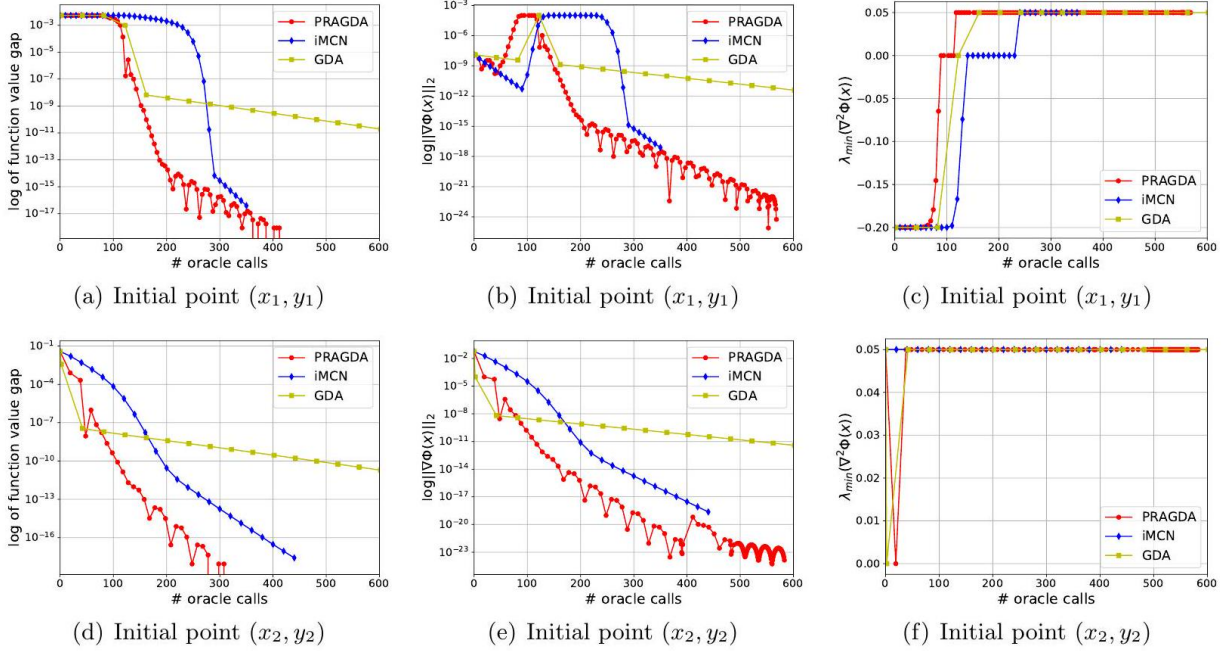 10⁻³
10⁻⁵
10⁻⁷
10⁻⁹
10⁻¹¹
10⁻¹³
10⁻¹⁵
10⁻¹⁷
log of function value gap
PRAGDA
iMCN
GDA
0 100 200 300 400 500 600
# oracle calls
(a) Initial point (x₁, y₁)
10⁻³
10⁻⁶
10⁻⁹
10⁻¹²
10⁻¹⁵
10⁻¹⁸
10⁻²¹
10⁻²⁴
log||∇Φ(x)||₂
PRAGDA
iMCN
GDA
0 100 200 300 400 500 600
# oracle calls
(b) Initial point (x₁, y₁)
0.05
0.00
−0.05
−0.10
−0.15
−0.20
λmin(∇²Φ(x))
PRAGDA
iMCN
GDA
0 100 200 300 400 500 600
# oracle calls
(c) Initial point (x₁, y₁)
10⁻¹
10⁻⁴
10⁻⁷
10⁻¹⁰
10⁻¹³
10⁻¹⁶
log of function value gap
PRAGDA
iMCN
GDA
0 100 200 300 400 500 600
# oracle calls
(d) Initial point (x₂, y₂)
10⁻²
10⁻⁵
10⁻⁸
10⁻¹¹
10⁻¹⁴
10⁻¹⁷
10⁻²⁰
10⁻²³
log||∇Φ(x)||₂
PRAGDA
iMCN
GDA
0 100 200 300 400 500 600
# oracle calls
(e) Initial point (x₂, y₂)
0.05
0.04
0.03
0.03
0.02
0.01
0.01
0.00
λmin(∇²Φ(x))
PRAGDA
iMCN
GDA
0 100 200 300 400 500 600
# oracle calls
(f) Initial point (x₂, y₂)